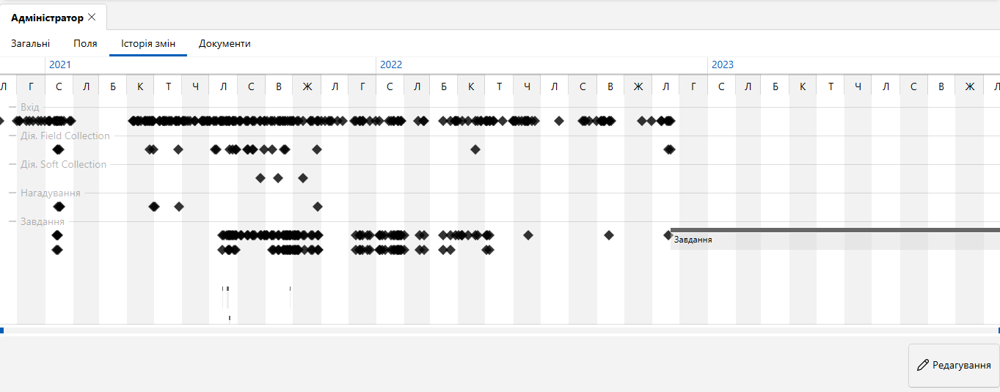 Адміністратор
Загальні Поля Історія змін Документи
2021 2022 2023
Л Г С Л Б К Т Ч Л С В Ж Л Г С Л Б К Т Ч Л С В Ж Л Г С Л Б К Т Ч Л С В Ж Л
Вхід
Дія. Field Collection
Дія. Soft Collection
Нагадування
Завдання
Завдання
Редагування